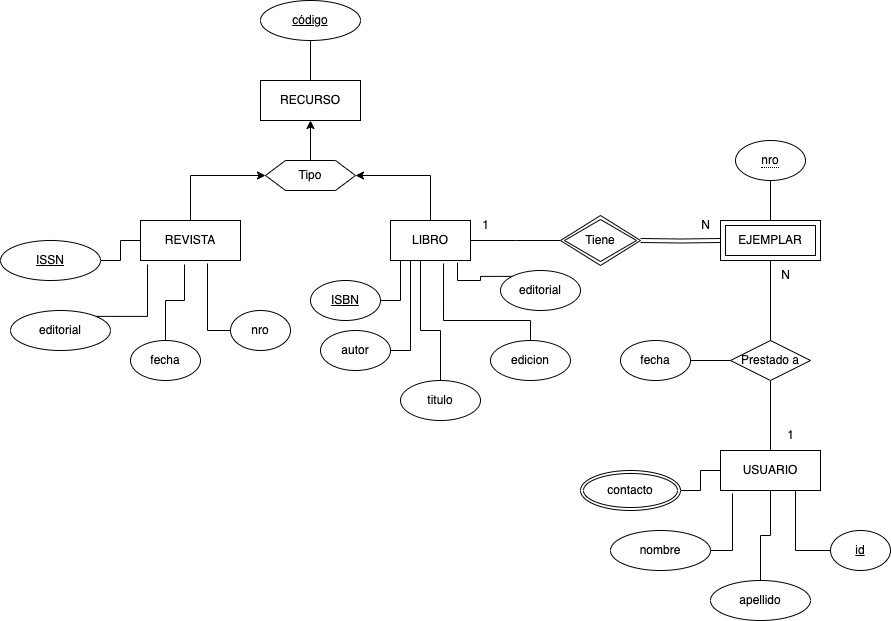 código
RECURSO
Tipo
nro
REVISTA
LIBRO
1
Tiene
N
EJEMPLAR
ISSN
N
editorial
ISBN
editorial
fecha
nro
autor
edicion
fecha
Prestado a
titulo
1
USUARIO
contacto
nombre
id
apellido